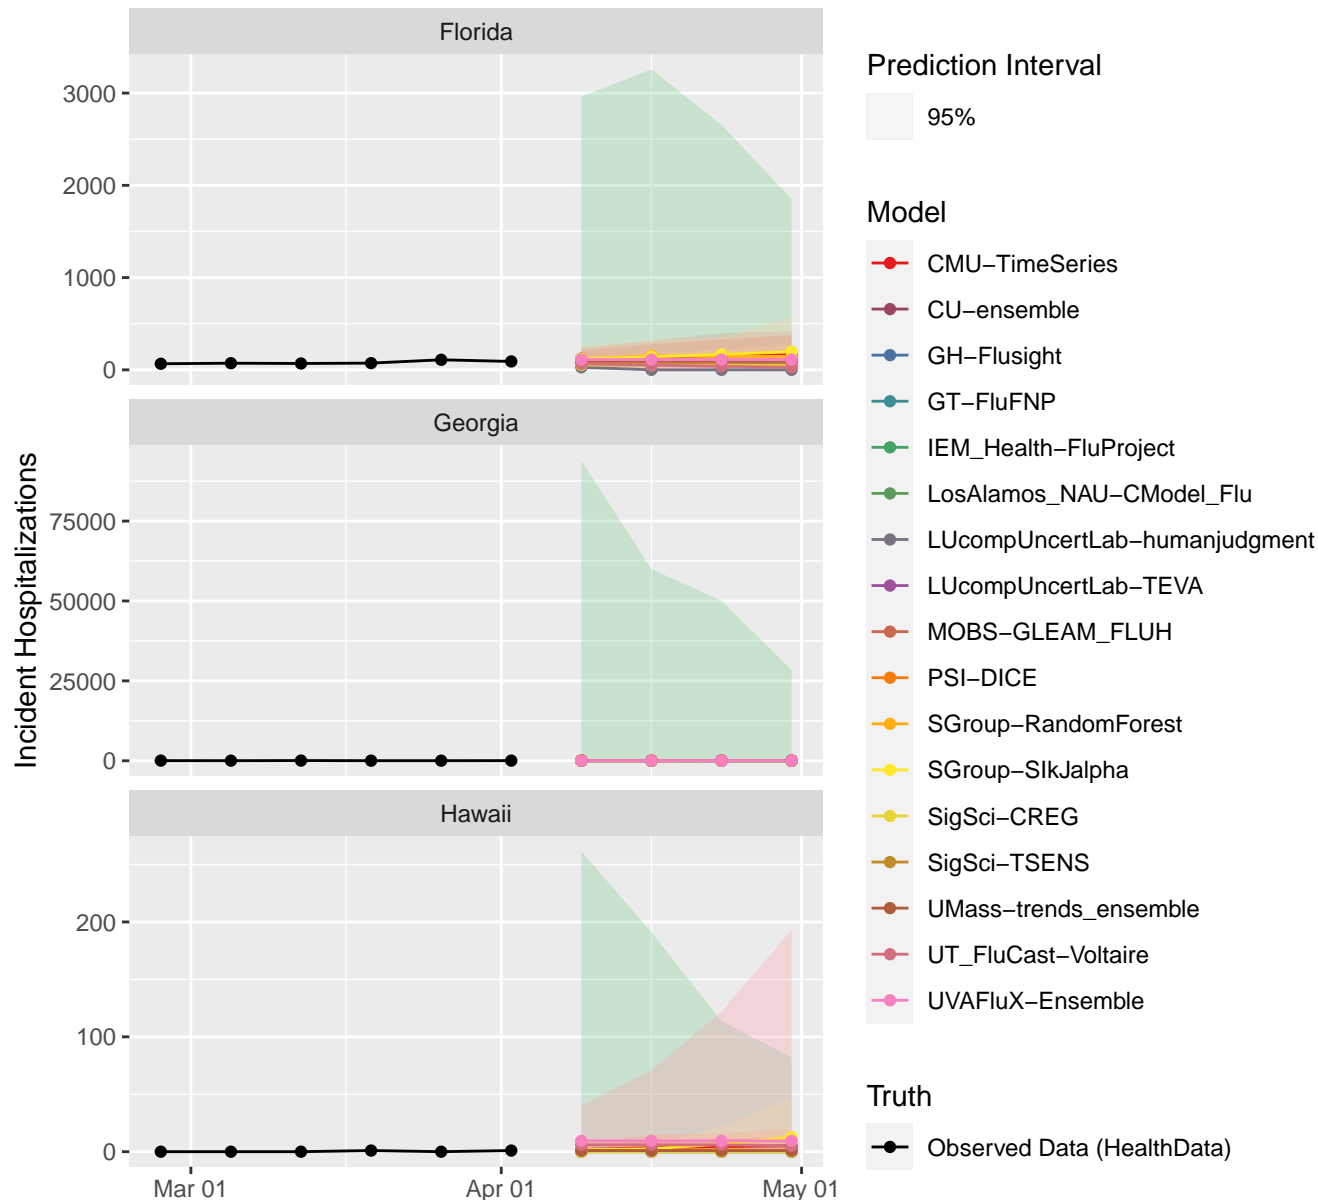 Florida
3000
2000
1000
0
Georgia
75000
50000
25000
0
Hawaii
200
100
0
Mar 01
Apr 01
May 01
Incident Hospitalizations
Prediction Interval
95%
Model
CMU−TimeSeries
CU−ensemble
GH−Flusight
GT−FluFNP
IEM_Health−FluProject
LosAlamos_NAU−CModel_Flu
LUcompUncertLab−humanjudgment
LUcompUncertLab−TEVA
MOBS−GLEAM_FLUH
PSI−DICE
SGroup−RandomForest
SGroup−SIkJalpha
SigSci−CREG
SigSci−TSENS
UMass−trends_ensemble
UT_FluCast−Voltaire
UVAFluX−Ensemble
Truth
Observed Data (HealthData)